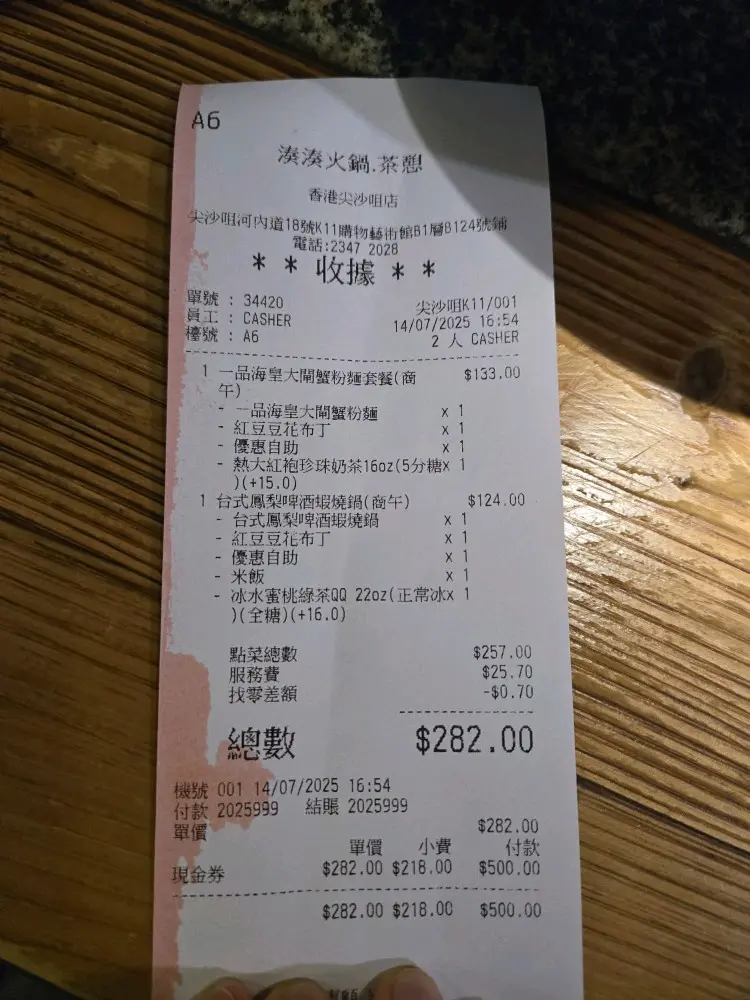 A6
湊湊火鍋.茶憩
香港尖沙咀店
尖沙咀河內道18號K11購物藝術館B1層B124號鋪
電話:2347 2028
* * 收據 * *
單號 : 34420 尖沙咀K11/001
員工 : CASHER 14/07/2025 16:54
檯號 : A6 2 人 CASHER
1 一品海皇大閘蟹粉麵套餐(商 $133.00
午)
- 一品海皇大閘蟹粉麵 x 1
- 紅豆豆花布丁 x 1
- 優惠自助 x 1
- 熱大紅袍珍珠奶茶16oz(5分糖x 1
)(+15.0)
1 台式鳳梨啤酒蝦燒鍋(商午) $124.00
- 台式鳳梨啤酒蝦燒鍋 x 1
- 紅豆豆花布丁 x 1
- 優惠自助 x 1
- 米飯 x 1
- 冰水蜜桃綠茶QQ 22oz(正常冰x 1
)(全糖)(+16.0)
點菜總數 $257.00
服務費 $25.70
找零差額 -$0.70
總數 $282.00
機號 001 14/07/2025 16:54
付款 2025999 結賬 2025999
單價 $282.00
單價 小費 付款
現金券 $282.00 $218.00 $500.00
$282.00 $218.00 $500.00